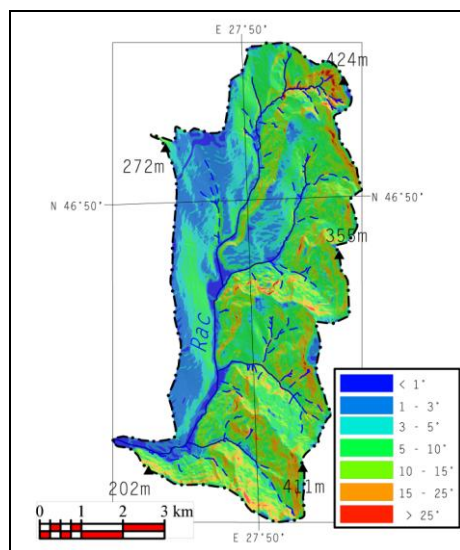 E 27°50'
424m
272m
N 46°50'
N 46°50'
355m
Rac
< 1°
1 - 3°
3 - 5°
5 - 10°
10 - 15°
15 - 25°
> 25°
202m
411m
0 1 2 3 km
E 27°50'